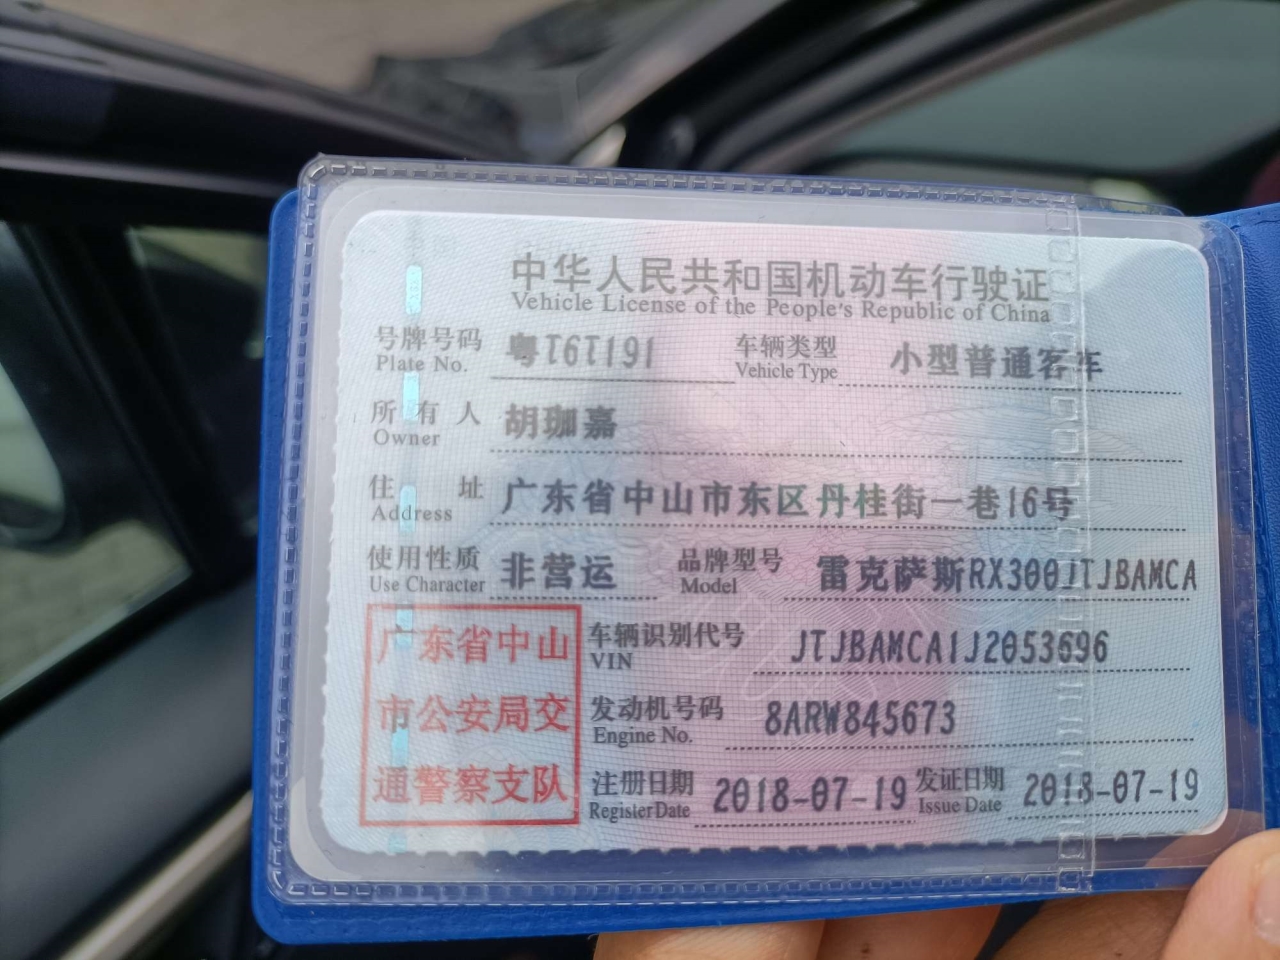 中华人民共和国机动车行驶证
Vehicle License of the People's Republic of China
号牌号码 粤T6T191 车辆类型 小型普通客车
Plate No. Vehicle Type
所有人 胡珈嘉
Owner
住址 广东省中山市东区丹桂街一巷16号
Address
使用性质 非营运 品牌型号 雷克萨斯RX300JTJBAMCA
Use Character Model
广东省中山
市公安局交
通警察支队
车辆识别代号 JTJBAMCA1J2053696
VIN
发动机号码 8ARW845673
Engine No.
注册日期 2018-07-19 发证日期 2018-07-19
Register Date Issue Date